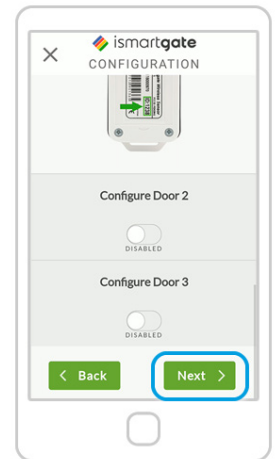 ismartgate
CONFIGURATION
Configure Door 2
DISABLED
Configure Door 3
DISABLED
Back
Next